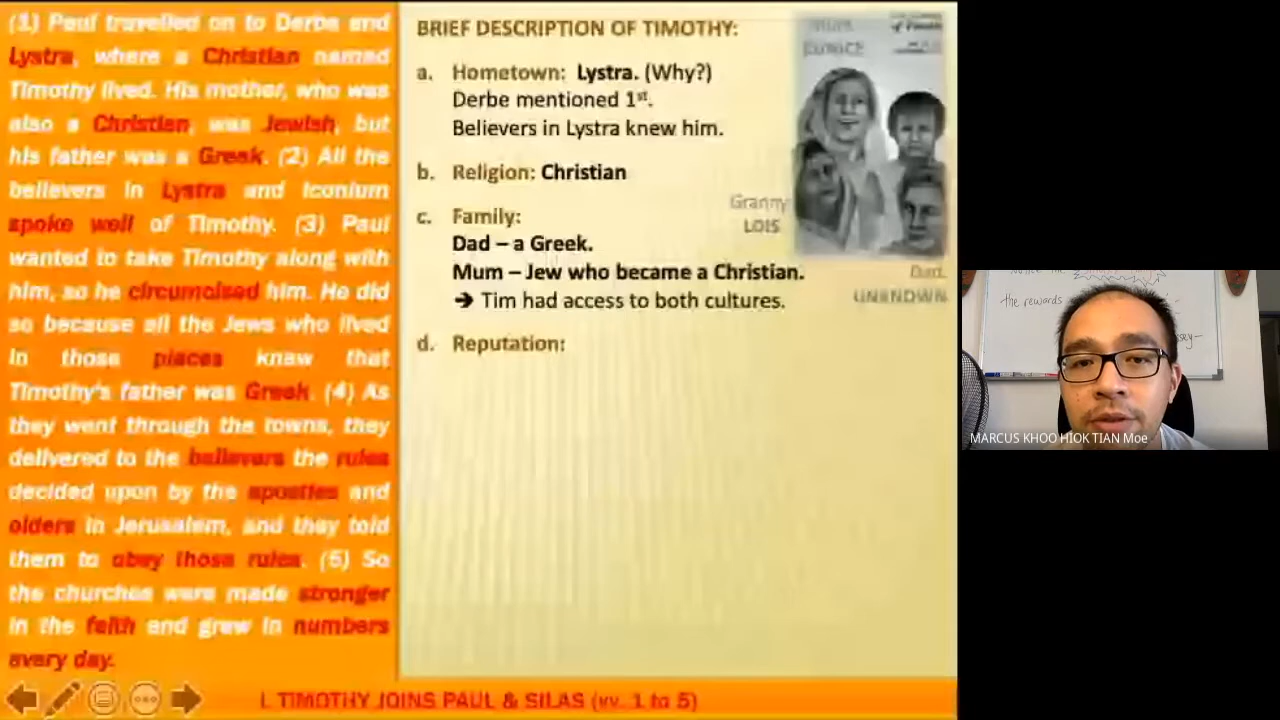 (1) Paul travelled on to Derbe and
Lystra, where a Christian named
Timothy lived. His mother, who was
also a Christian, was Jewish, but
his father was a Greek. (2) All the
believers in Lystra and Iconium
spoke well of Timothy. (3) Paul
wanted to take Timothy along with
him, so he circumcised him. He did
so because all the Jews who lived
in those places knew that
Timothy's father was Greek. (4) As
they went through the towns, they
delivered to the believers the rules
decided upon by the apostles and
elders in Jerusalem, and they told
them to obey those rules. (5) So
the churches were made stronger
in the faith and grew in numbers
every day.
BRIEF DESCRIPTION OF TIMOTHY:
a. Hometown: Lystra. (Why?)
Derbe mentioned 1st.
Believers in Lystra knew him.
b. Religion: Christian
c. Family:
Dad – a Greek.
Mum – Jew who became a Christian.
➔ Tim had access to both cultures.
d. Reputation:
EUNICE
Granny
LOIS
Dad.
UNKNOWN
I. TIMOTHY JOINS PAUL & SILAS (vv. 1 to 5)
the rewards
MARCUS KHOO HIOK TIAN Moe